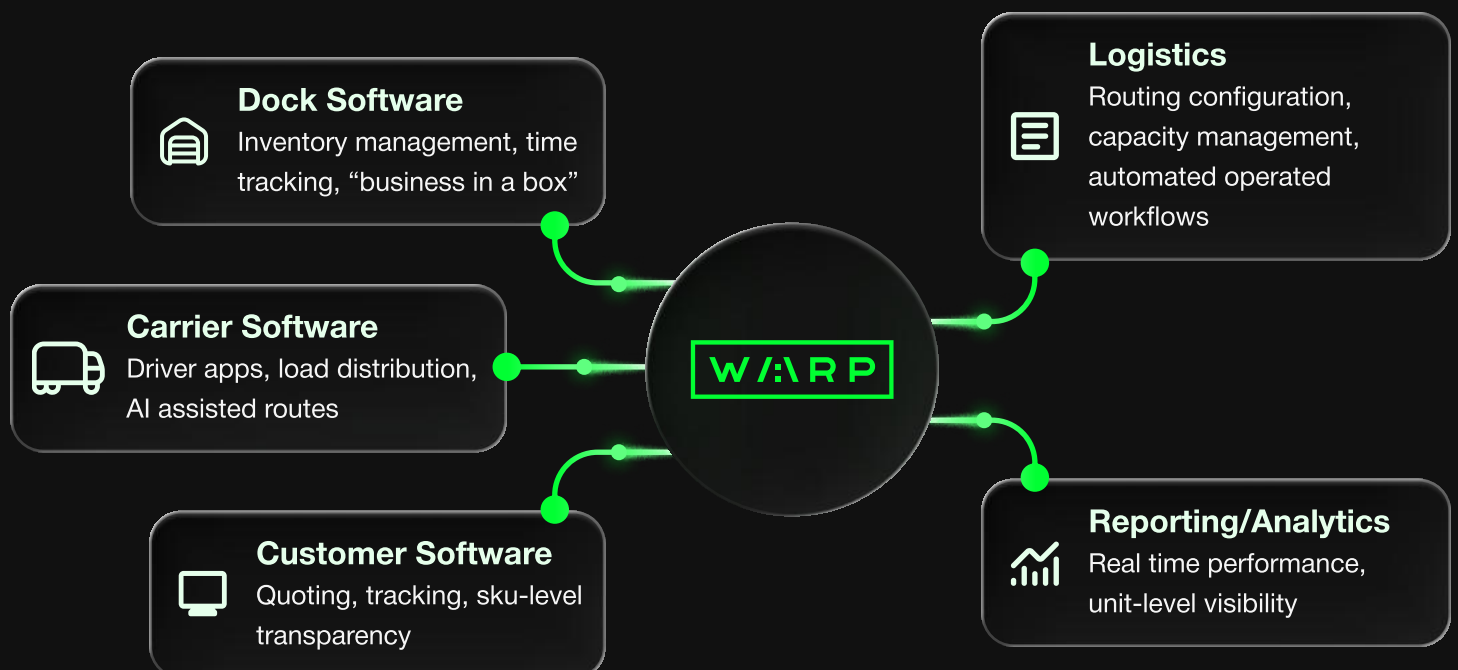 Dock Software
Inventory management, time
tracking, “business in a box”
Carrier Software
Driver apps, load distribution,
AI assisted routes
Customer Software
Quoting, tracking, sku-level
transparency
WARP
Logistics
Routing configuration,
capacity management,
automated operated
workflows
Reporting/Analytics
Real time performance,
unit-level visibility